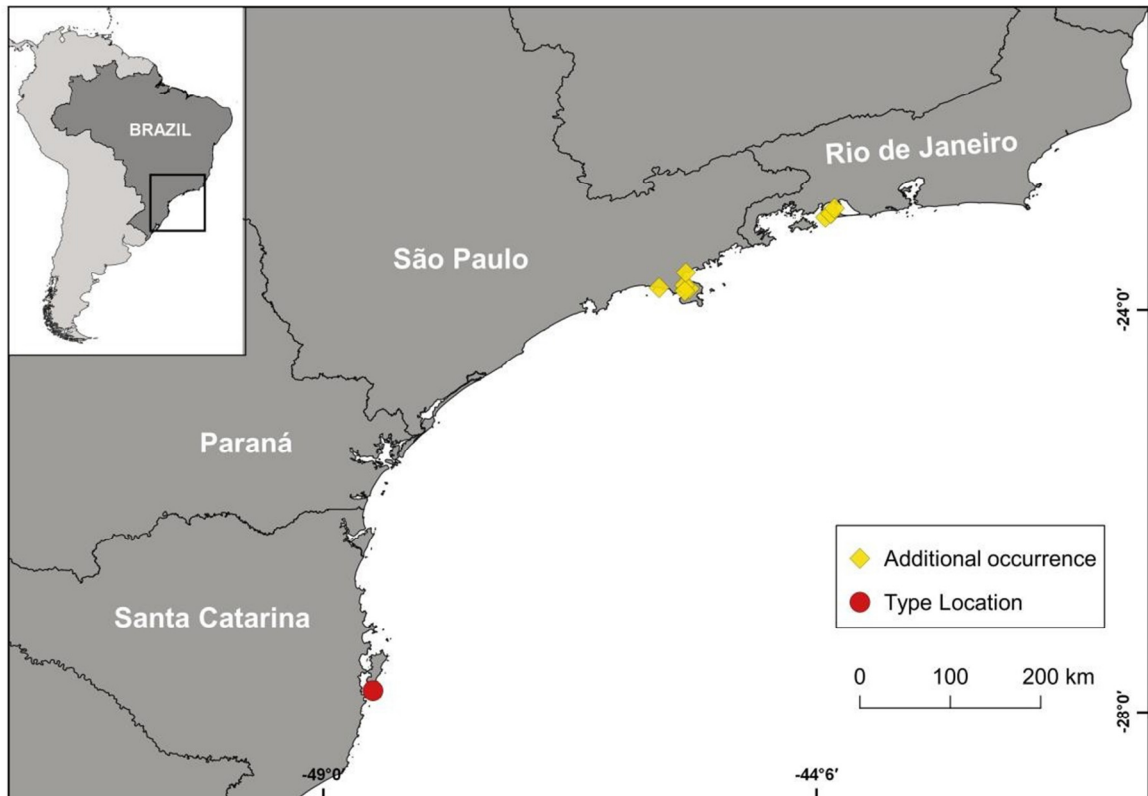 BRAZIL
Rio de Janeiro
São Paulo
-24°0′
Paraná
Additional occurrence
Type Location
Santa Catarina
0 100 200 km
-28°0′
-49°0′
-44°6′